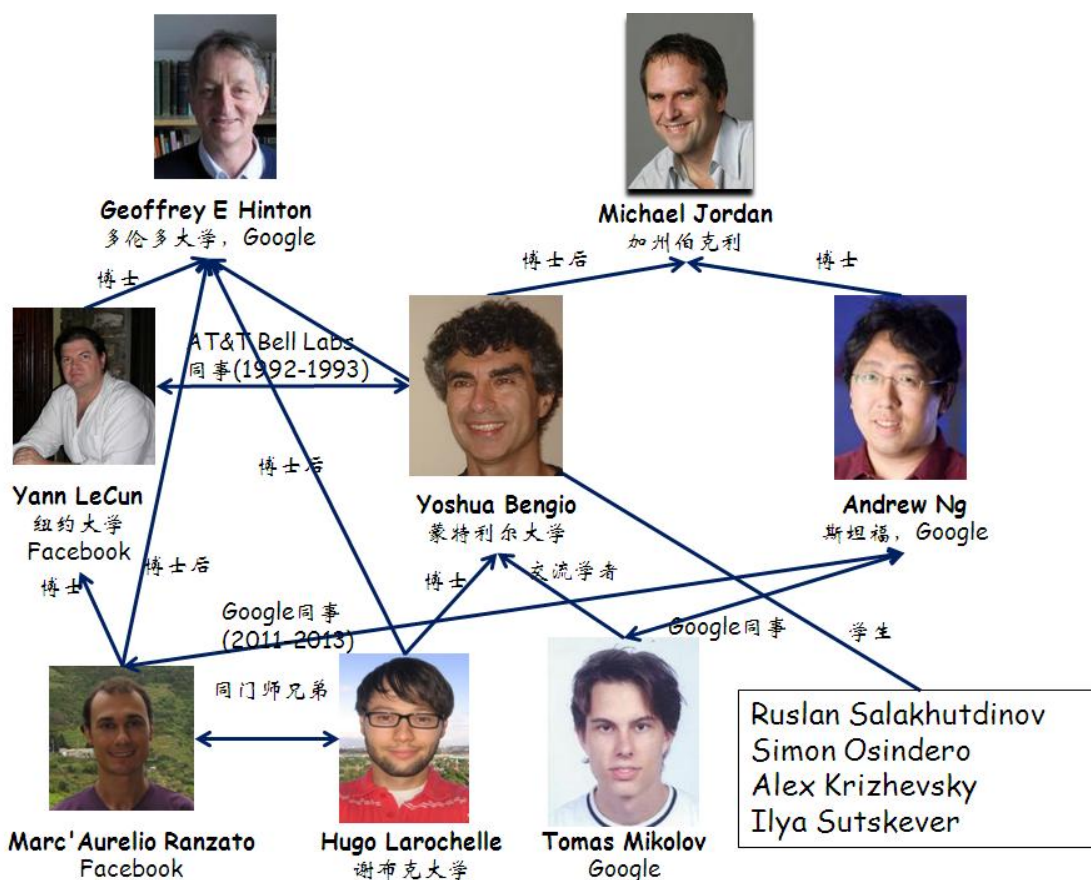 Geoffrey E Hinton
多伦多大学, Google
Michael Jordan
加州伯克利
博士
博士后
博士
AT&T Bell Labs
同事(1992-1993)
博士后
Yann LeCun
纽约大学
Facebook
Yoshua Bengio
蒙特利尔大学
Andrew Ng
斯坦福, Google
博士
博士后
博士
交流学者
Google同事
(2011-2013)
Google同事
学生
同门师兄弟
Ruslan Salakhutdinov
Simon Osindero
Alex Krizhevsky
Ilya Sutskever
Marc'Aurelio Ranzato
Facebook
Hugo Larochelle
谢布克大学
Tomas Mikolov
Google